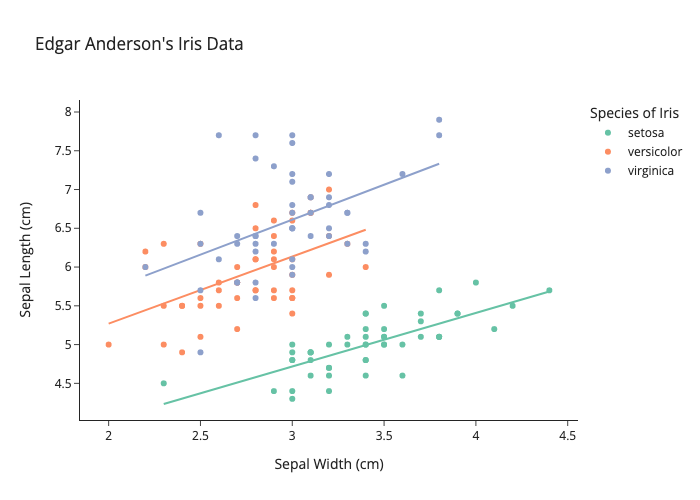 Edgar Anderson's Iris Data
Species of Iris
setosa
versicolor
virginica
Sepal Length (cm)
8
7.5
7
6.5
6
5.5
5
4.5
2
2.5
3
3.5
4
4.5
Sepal Width (cm)